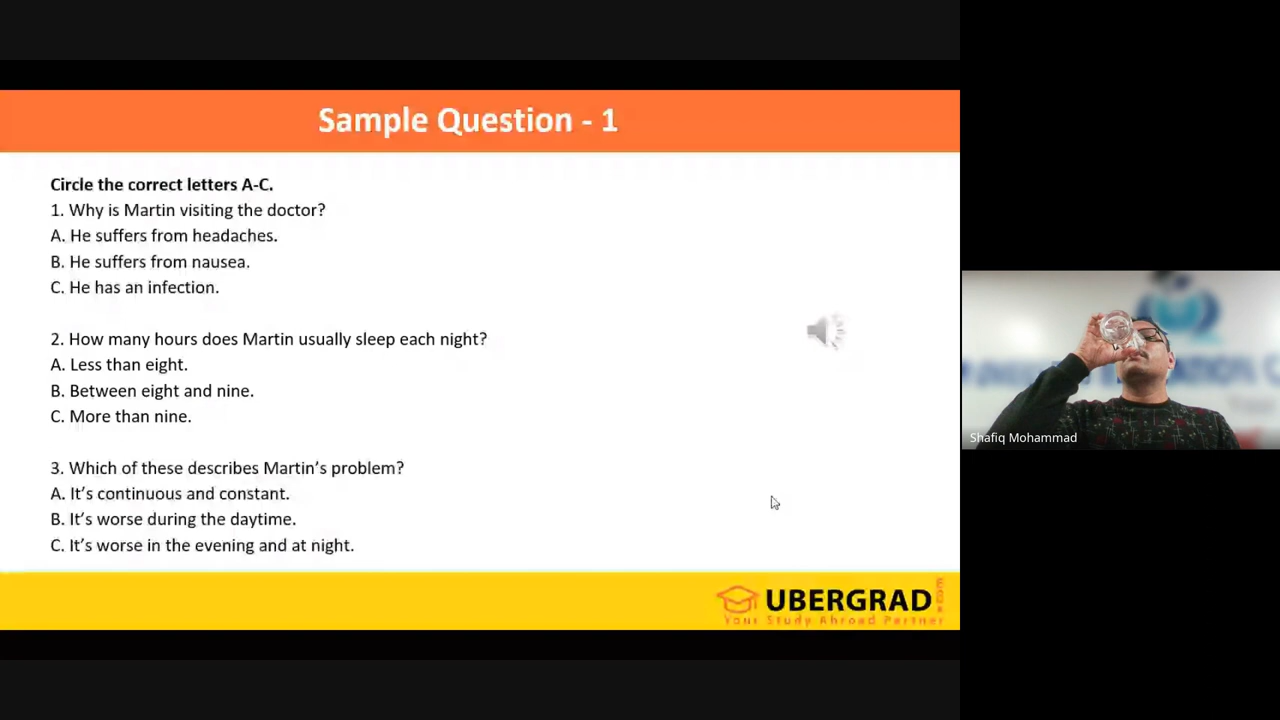 Sample Question - 1
Circle the correct letters A-C.
1. Why is Martin visiting the doctor?
A. He suffers from headaches.
B. He suffers from nausea.
C. He has an infection.
2. How many hours does Martin usually sleep each night?
A. Less than eight.
B. Between eight and nine.
C. More than nine.
3. Which of these describes Martin’s problem?
A. It’s continuous and constant.
B. It’s worse during the daytime.
C. It’s worse in the evening and at night.
UBERGRAD
.com
Your Study Abroad Partner
Shafiq Mohammad